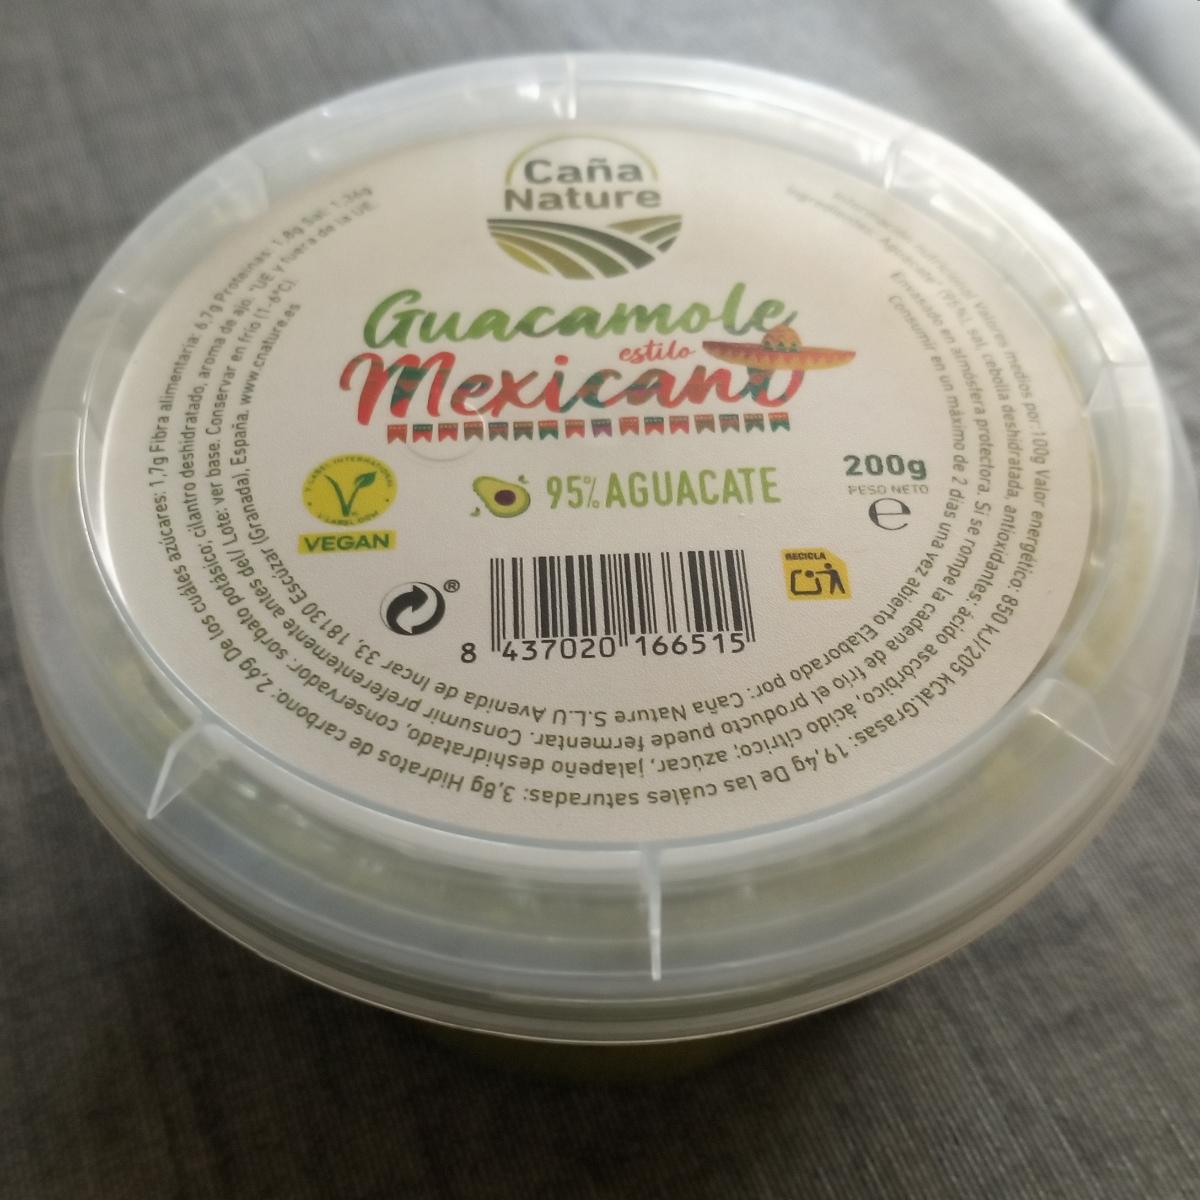 Caña
Nature
Guacamole
estilo
Mexicano
95% AGUACATE
200g
PESO NETO
e
VEGAN
RECICLA
®
8 437020 166515
Información nutricional Valores medios por:100g Valor energético: 850 kJ/205 kCal.Grasas: 19,4g De las cuáles saturadas: 3,8g Hidratos de carbono: 2,6g De los cuáles azúcares: 1,7g Fibra alimentaria: 6,7g Proteínas: 1,8g Sal: 1,34g
Ingredientes: Aguacate* (95%), sal, cebolla deshidratada, antioxidantes: ácido ascórbico, ácido cítrico; azúcar, jalapeño deshidratado, conservador: sorbato potásico; cilantro deshidratado, aroma de ajo. *UE y fuera de la UE
Envasado en atmósfera protectora. Si se rompe la cadena de frío el producto puede fermentar. Consumir preferentemente antes del/ Lote: ver base. Conservar en frío (1-6°C).
Consumir en un máximo de 2 días una vez abierto Elaborado por: Caña Nature S.L.U Avenida de Incar 33, 18130 Escúzar (Granada), España. www.cnature.es